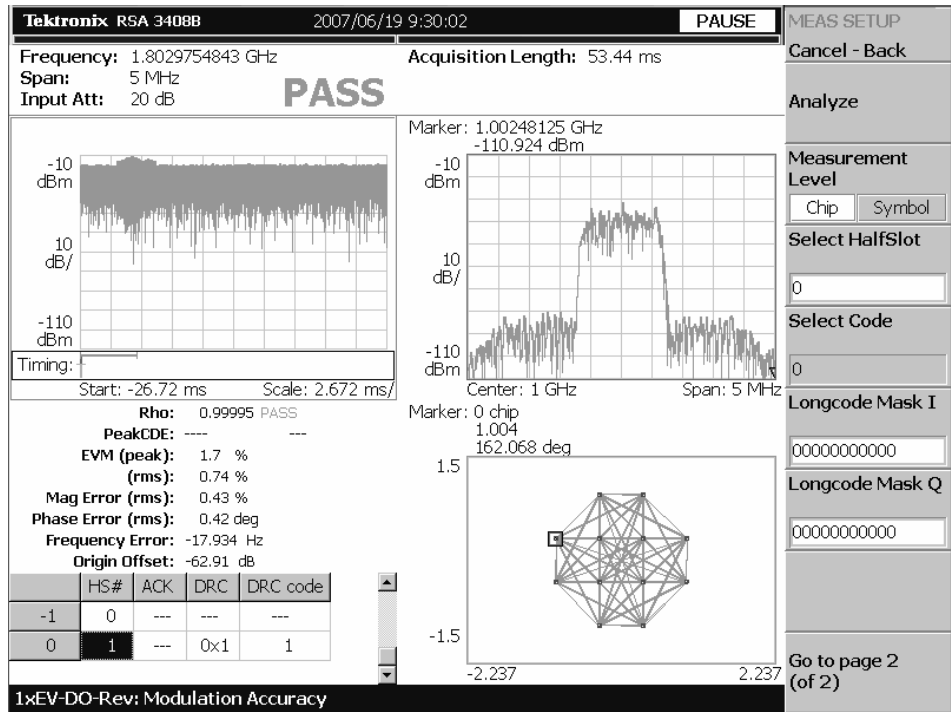 Tektronix RSA 3408B 2007/06/19 9:30:02 PAUSE
Frequency: 1.8029754843 GHz
Span: 5 MHz
Input Att: 20 dB
PASS
Acquisition Length: 53.44 ms
-10
dBm
10
dB/
-110
dBm
Timing:
Start: -26.72 ms Scale: 2.672 ms/
Marker: 1.00248125 GHz
-110.924 dBm
-10
dBm
10
dB/
-110
dBm
Center: 1 GHz Span: 5 MHz
Rho: 0.99995 PASS
PeakCDE: ---- ---
EVM (peak): 1.7 %
(rms): 0.74 %
Mag Error (rms): 0.43 %
Phase Error (rms): 0.42 deg
Frequency Error: -17.934 Hz
Origin Offset: -62.91 dB
HS# ACK DRC DRC code
-1 0 --- --- ---
0 1 --- 0x1 1
Marker: 0 chip
1.004
162.068 deg
1.5
-1.5
-2.237 2.237
1xEV-DO-Rev: Modulation Accuracy
MEAS SETUP
Cancel - Back
Analyze
Measurement
Level
Chip Symbol
Select HalfSlot
0
Select Code
0
Longcode Mask I
00000000000
Longcode Mask Q
00000000000
Go to page 2
(of 2)